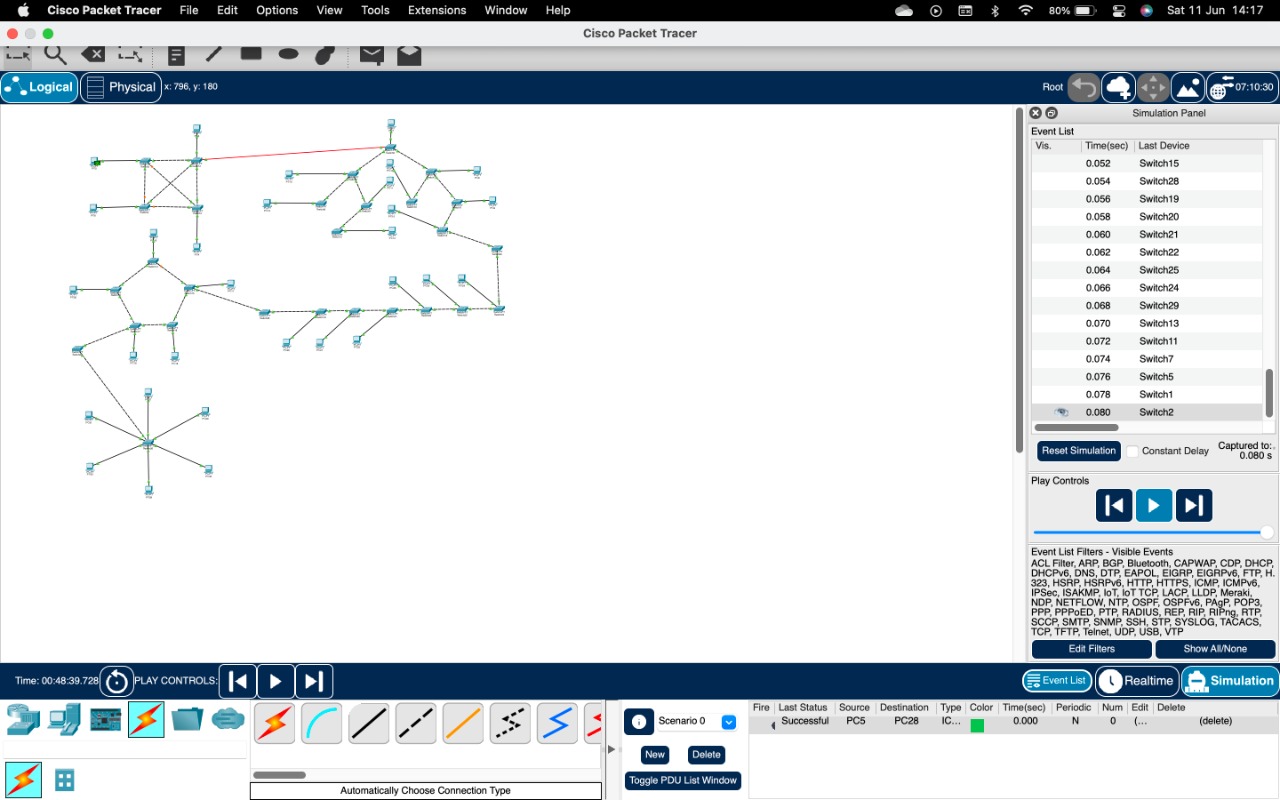 Cisco Packet Tracer File Edit Options View Tools Extensions Window Help 80% Sat 11 Jun 14:17
Cisco Packet Tracer
Logical Physical x: 796, y: 180 Root 07:10:30
Simulation Panel
Event List
Vis. Time(sec) Last Device
0.052 Switch15
0.054 Switch28
0.056 Switch19
0.058 Switch20
0.060 Switch21
0.062 Switch22
0.064 Switch25
0.066 Switch24
0.068 Switch29
0.070 Switch13
0.072 Switch11
0.074 Switch7
0.076 Switch5
0.078 Switch1
0.080 Switch2
Reset Simulation Constant Delay Captured to:
0.080 s
Play Controls
Event List Filters - Visible Events
ACL Filter, ARP, BGP, Bluetooth, CAPWAP, CDP, DHCP,
DHCPv6, DNS, DTP, EAPOL, EIGRP, EIGRPv6, FTP, H.
323, HSRP, HSRPv6, HTTP, HTTPS, ICMP, ICMPv6,
IPSec, ISAKMP, IoT, IoT TCP, LACP, LLDP, Meraki,
NDP, NETFLOW, NTP, OSPF, OSPFv6, PAgP, POP3,
PPP, PPPoED, PTP, RADIUS, REP, RIP, RIPng, RTP,
SCCP, SMTP, SNMP, SSH, STP, SYSLOG, TACACS,
TCP, TFTP, Telnet, UDP, USB, VTP
Edit Filters Show All/None
Time: 00:48:39.728 PLAY CONTROLS: Event List Realtime Simulation
Scenario 0
New Delete
Toggle PDU List Window
Fire Last Status Source Destination Type Color Time(sec) Periodic Num Edit Delete
Successful PC5 PC28 IC... 0.000 N 0 (... (delete)
Automatically Choose Connection Type